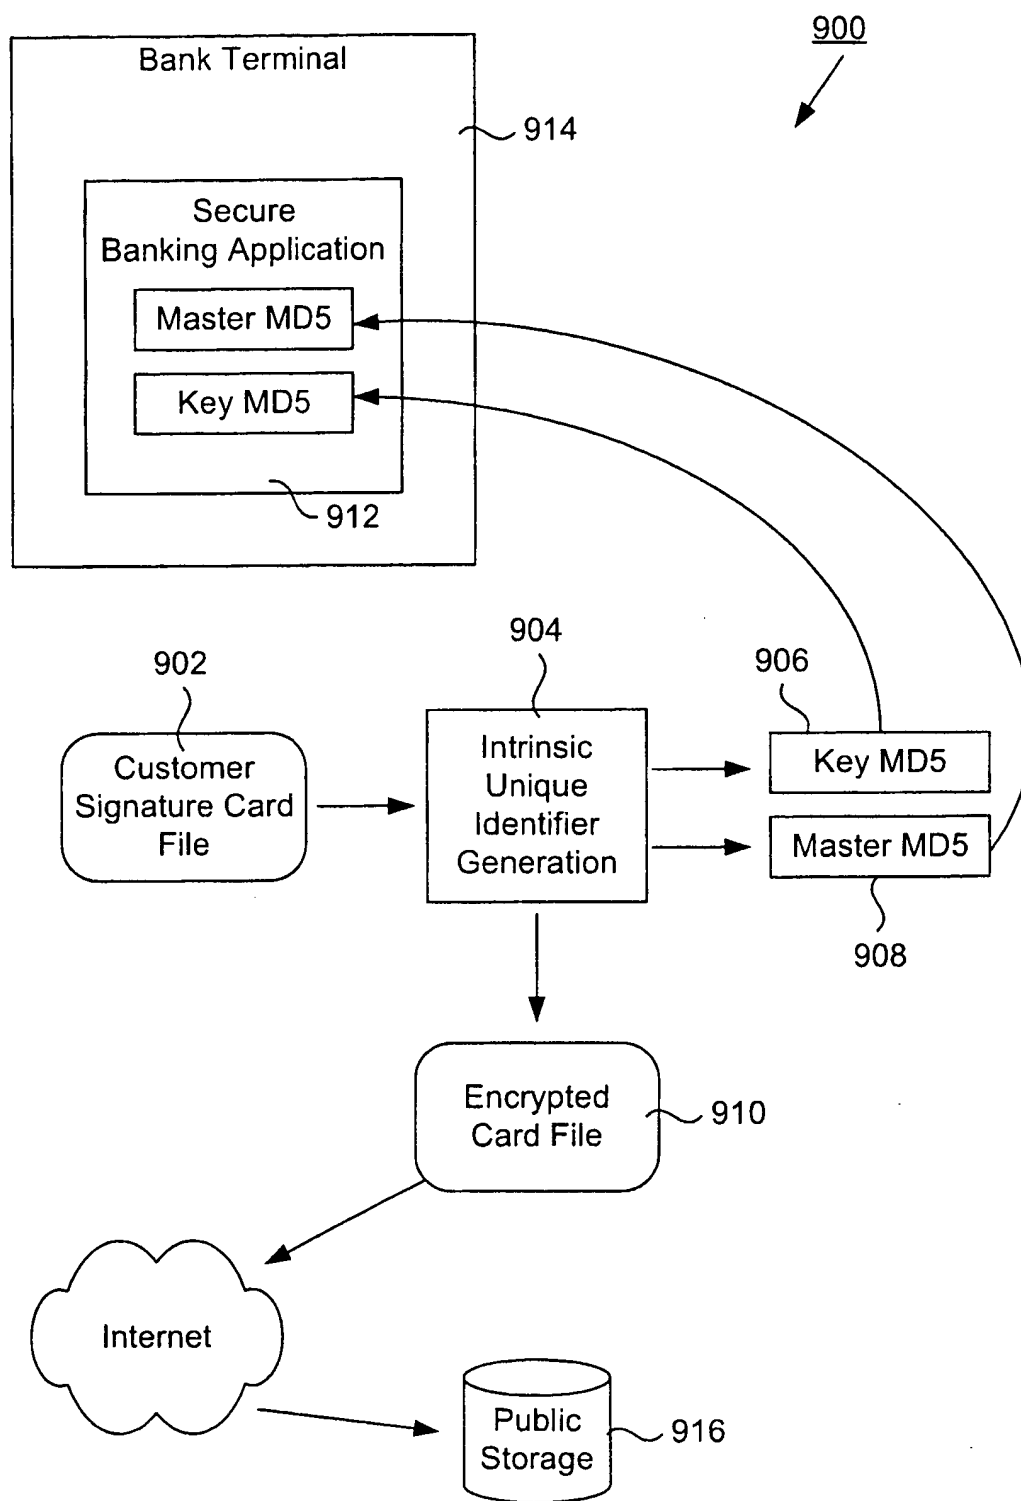 900
Bank Terminal
914
Secure
Banking Application
Master MD5
Key MD5
912
902
904
906
Customer
Signature Card
File
Intrinsic
Unique
Identifier
Generation
Key MD5
Master MD5
908
Encrypted
Card File
910
Internet
Public
Storage
916